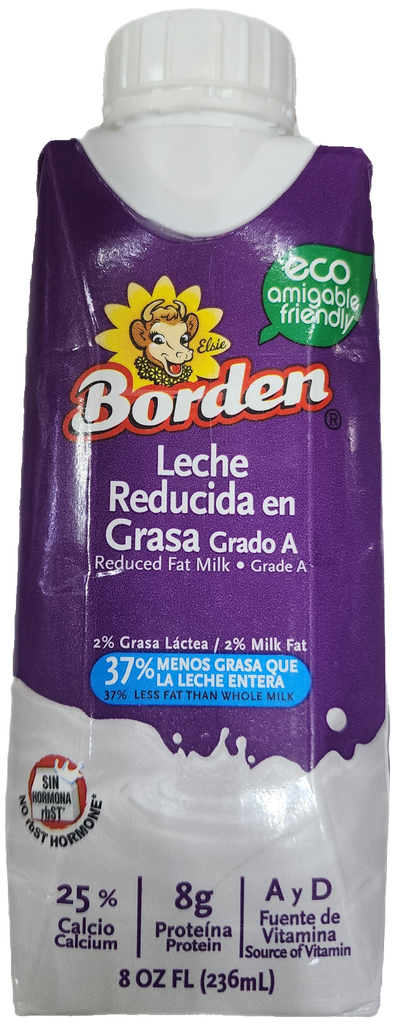 eco
amigable
friendly
Elsie
Borden®
Leche
Reducida en
Grasa Grado A
Reduced Fat Milk • Grade A
2% Grasa Láctea / 2% Milk Fat
37% MENOS GRASA QUE
LA LECHE ENTERA
37% LESS FAT THAN WHOLE MILK
SIN
HORMONA
rbST*
NO rbST HORMONE*
25 %
Calcio
Calcium
8g
Proteína
Protein
A y D
Fuente de
Vitamina
Source of Vitamin
8 OZ FL (236mL)